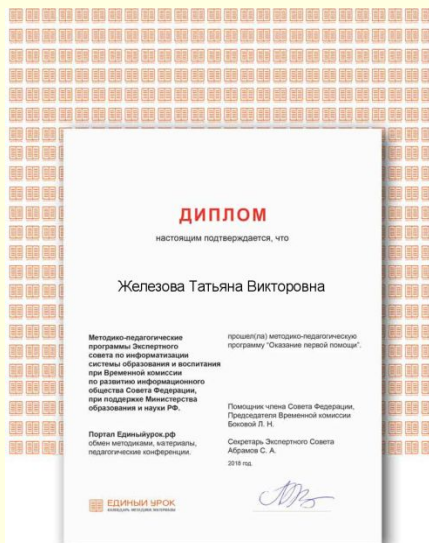 ДИПЛОМ
настоящим подтверждается, что
Железова Татьяна Викторовна
Методико-педагогические
программы Экспертного
совета по информатизации
системы образования и воспитания
при Временной комиссии
по развитию информационного
общества Совета Федерации,
при поддержке Министерства
образования и науки РФ.
Портал Единыйурок.рф
обмен методиками, материалы,
педагогические конференции.
прошел(ла) методико-педагогическую
программу "Оказание первой помощи".
Помощник члена Совета Федерации,
Председателя Временной комиссии
Боковой Л. Н.
Секретарь Экспертного Совета
Абрамов С. А.
2018 год.
ЕДИНЫЙ УРОК
КАЛЕНДАРЬ МЕТОДИКИ МАТЕРИАЛЫ